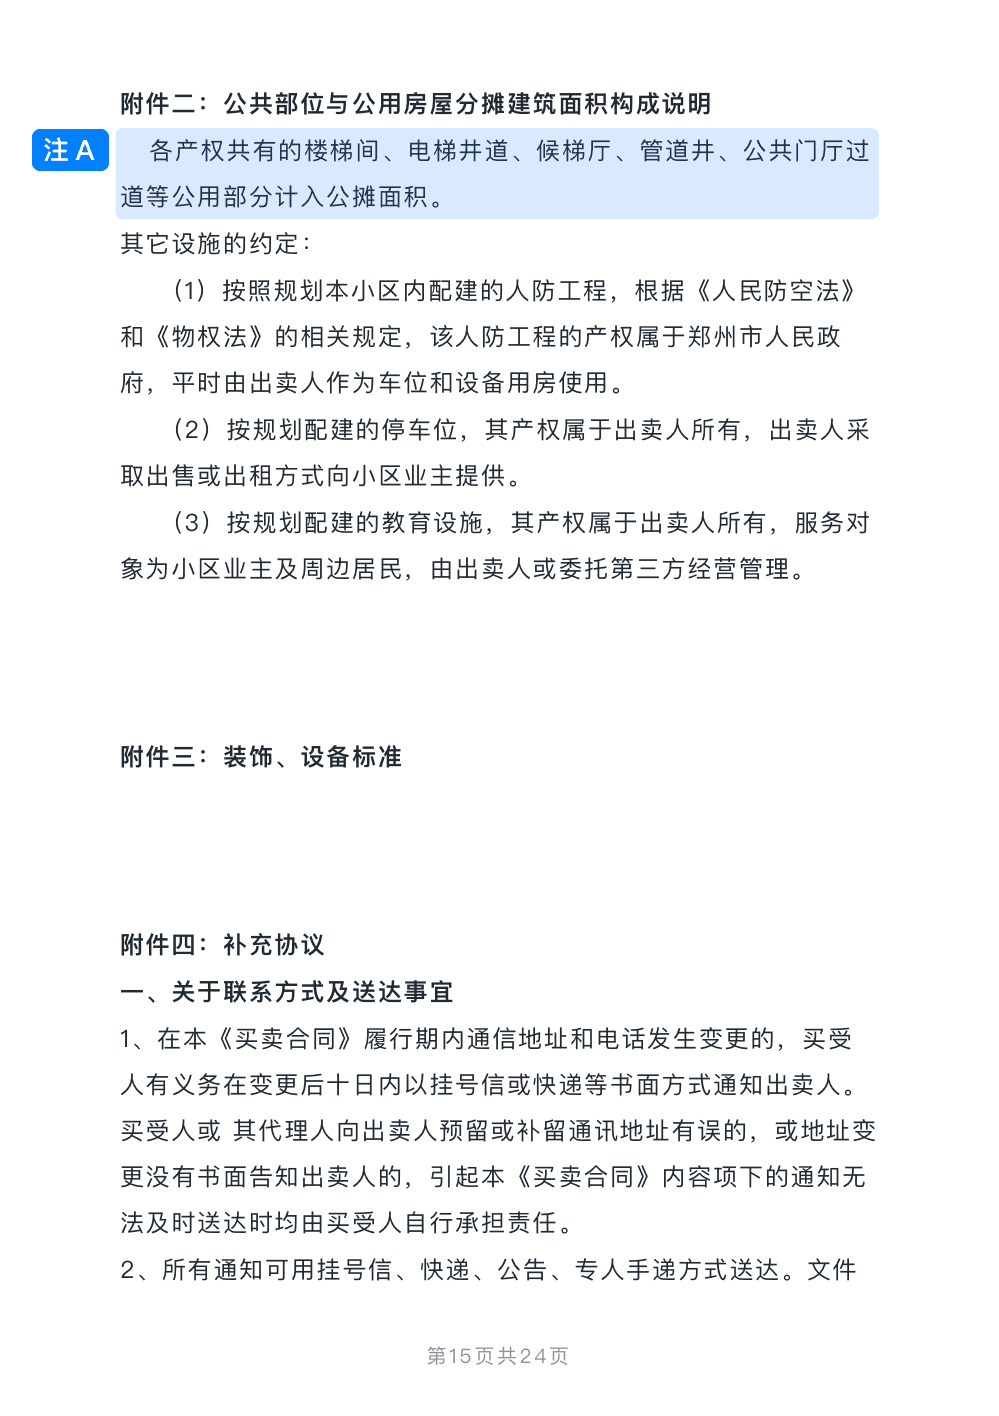 附件二：公共部位与公用房屋分摊建筑面积构成说明
注 A
各产权共有的楼梯间、电梯井道、候梯厅、管道井、公共门厅过
道等公用部分计入公摊面积。
其它设施的约定：
（1）按照规划本小区内配建的人防工程，根据《人民防空法》
和《物权法》的相关规定，该人防工程的产权属于郑州市人民政
府，平时由出卖人作为车位和设备用房使用。
（2）按规划配建的停车位，其产权属于出卖人所有，出卖人采
取出售或出租方式向小区业主提供。
（3）按规划配建的教育设施，其产权属于出卖人所有，服务对
象为小区业主及周边居民，由出卖人或委托第三方经营管理。
附件三：装饰、设备标准
附件四：补充协议
一、关于联系方式及送达事宜
1、在本《买卖合同》履行期内通信地址和电话发生变更的，买受
人有义务在变更后十日内以挂号信或快递等书面方式通知出卖人。
买受人或 其代理人向出卖人预留或补留通讯地址有误的，或地址变
更没有书面告知出卖人的，引起本《买卖合同》内容项下的通知无
法及时送达时均由买受人自行承担责任。
2、所有通知可用挂号信、快递、公告、专人手递方式送达。文件
第15页共24页